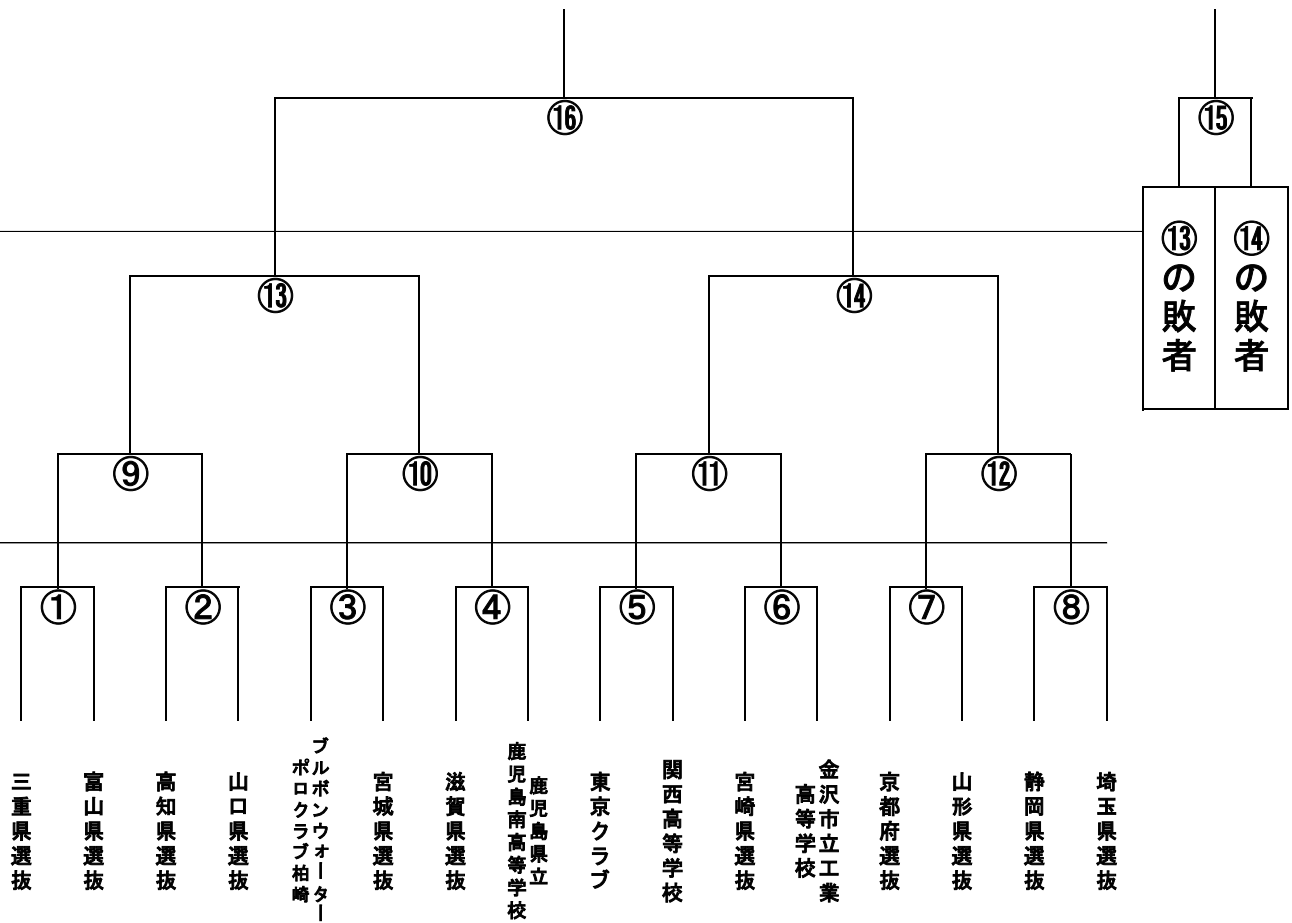 ⑯
⑮
⑬の敗者
⑭の敗者
⑬
⑭
⑨
⑩
⑪
⑫
①
②
③
④
⑤
⑥
⑦
⑧
三重県選抜
富山県選抜
高知県選抜
山口県選抜
ブルボンウォーター
ポロクラブ柏崎
宮城県選抜
滋賀県選抜
鹿児島県立
鹿児島南高等学校
東京クラブ
関西高等学校
宮崎県選抜
金沢市立工業
高等学校
京都府選抜
山形県選抜
静岡県選抜
埼玉県選抜